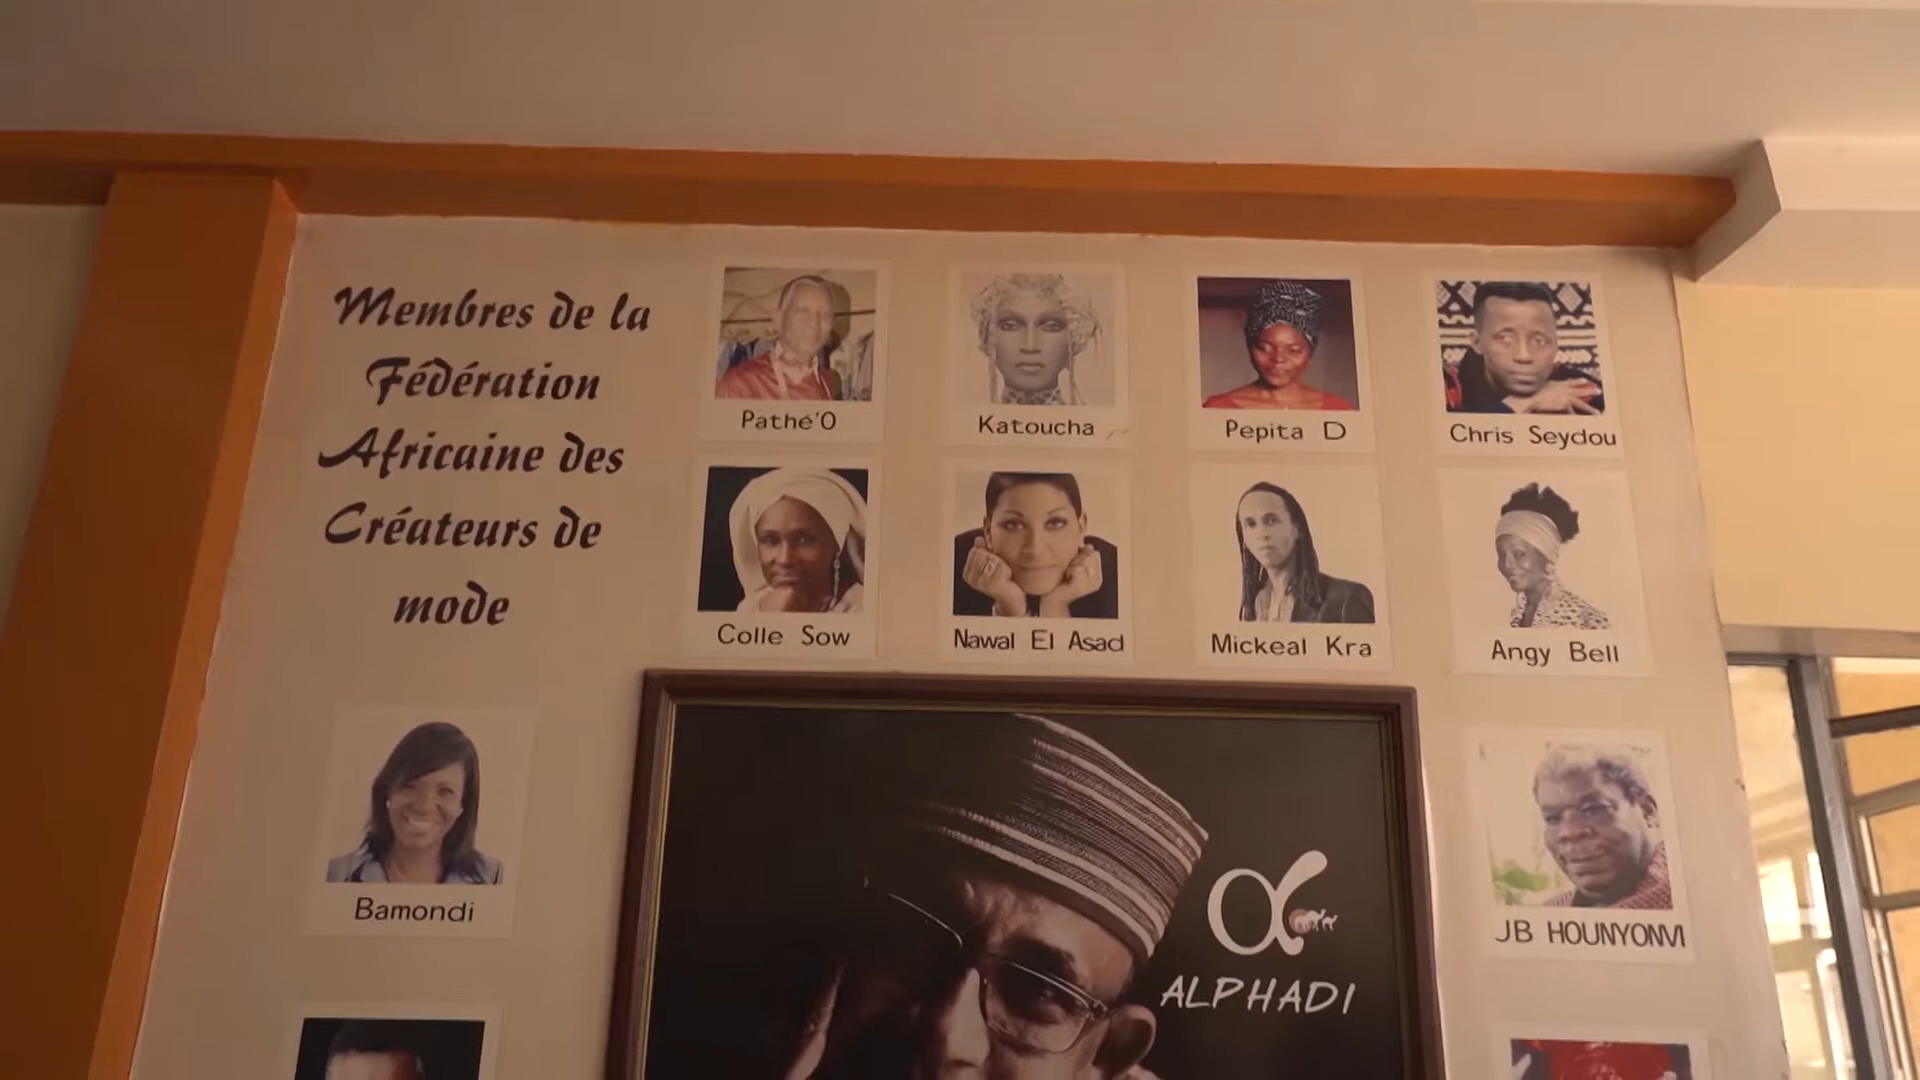 Membres de la
Fédération
Africaine des
Créateurs de
mode
Pathé'O
Katoucha
Pepita D
Chris Seydou
Colle Sow
Nawal El Asad
Mickeal Kra
Angy Bell
Bamondi
JB HOUNYONVI
α
ALPHADI